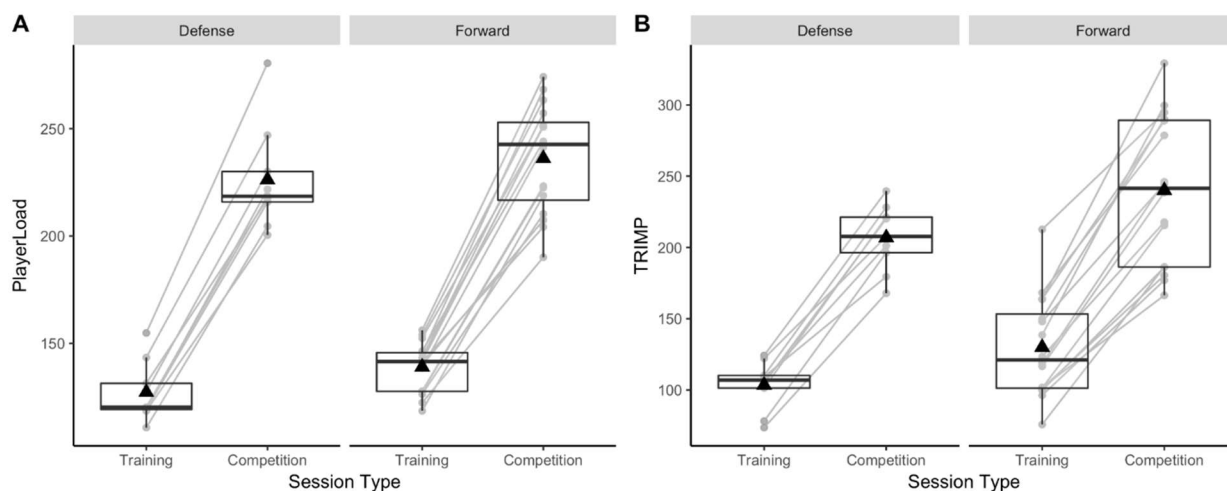 A
Defense
Forward
PlayerLoad
250
200
150
Training
Competition
Training
Competition
Session Type
B
Defense
Forward
TRIMP
300
250
200
150
100
Training
Competition
Training
Competition
Session Type